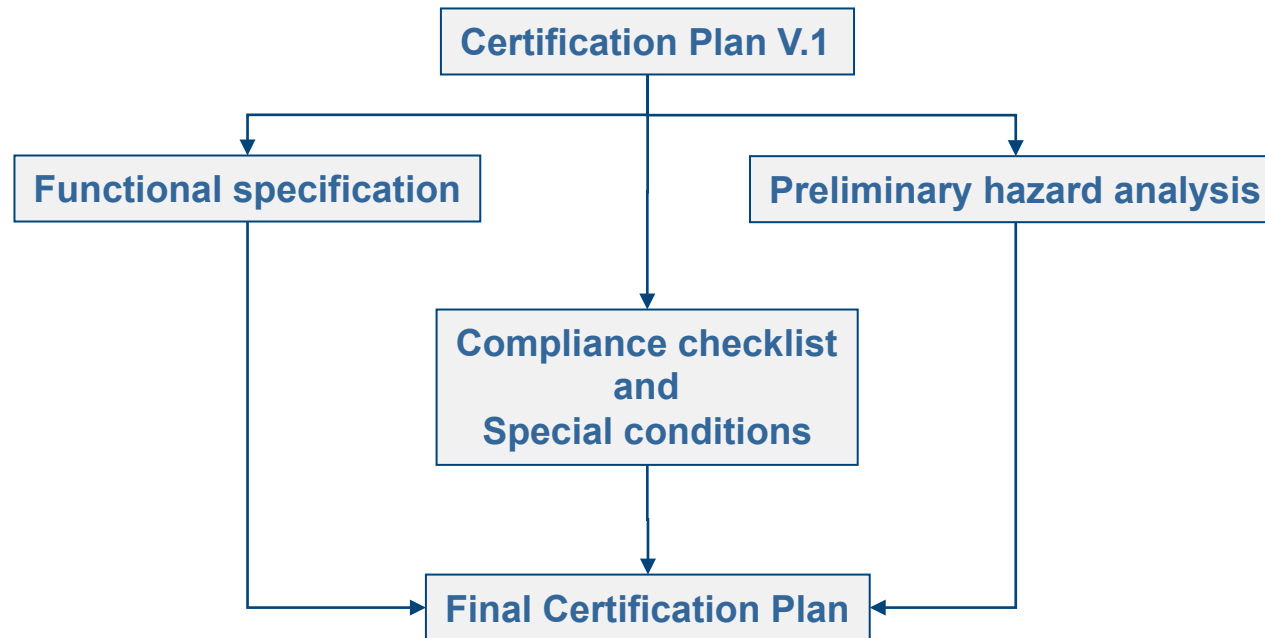 Certification Plan V.1
Functional specification
Preliminary hazard analysis
Compliance checklist
and
Special conditions
Final Certification Plan